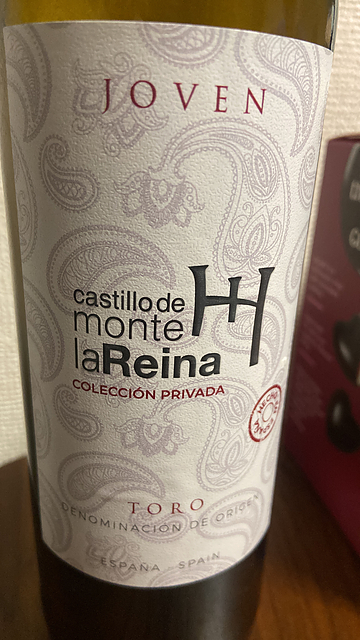 JOVEN
castillo de
monte
laReina
COLECCIÓN PRIVADA
TORO
DENOMINACIÓN DE ORIGEN
ESPAÑA - SPAIN